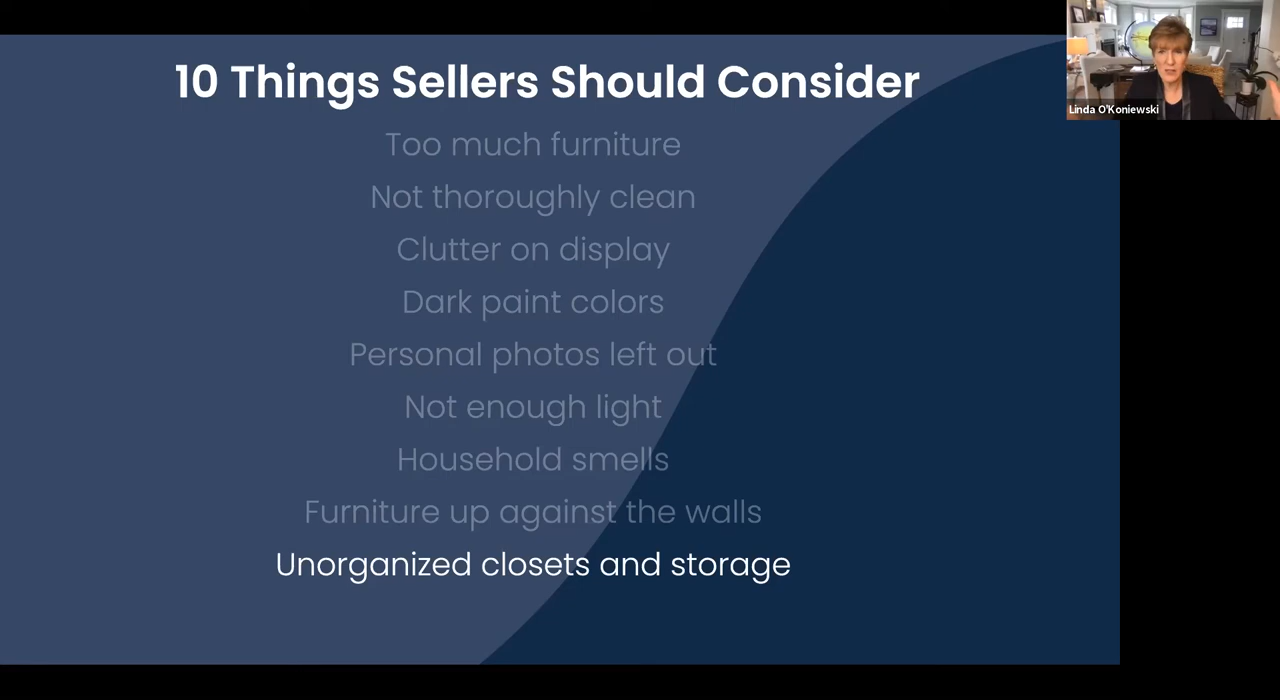 10 Things Sellers Should Consider
Too much furniture
Not thoroughly clean
Clutter on display
Dark paint colors
Personal photos left out
Not enough light
Household smells
Furniture up against the walls
Unorganized closets and storage
Linda O'Koniewski